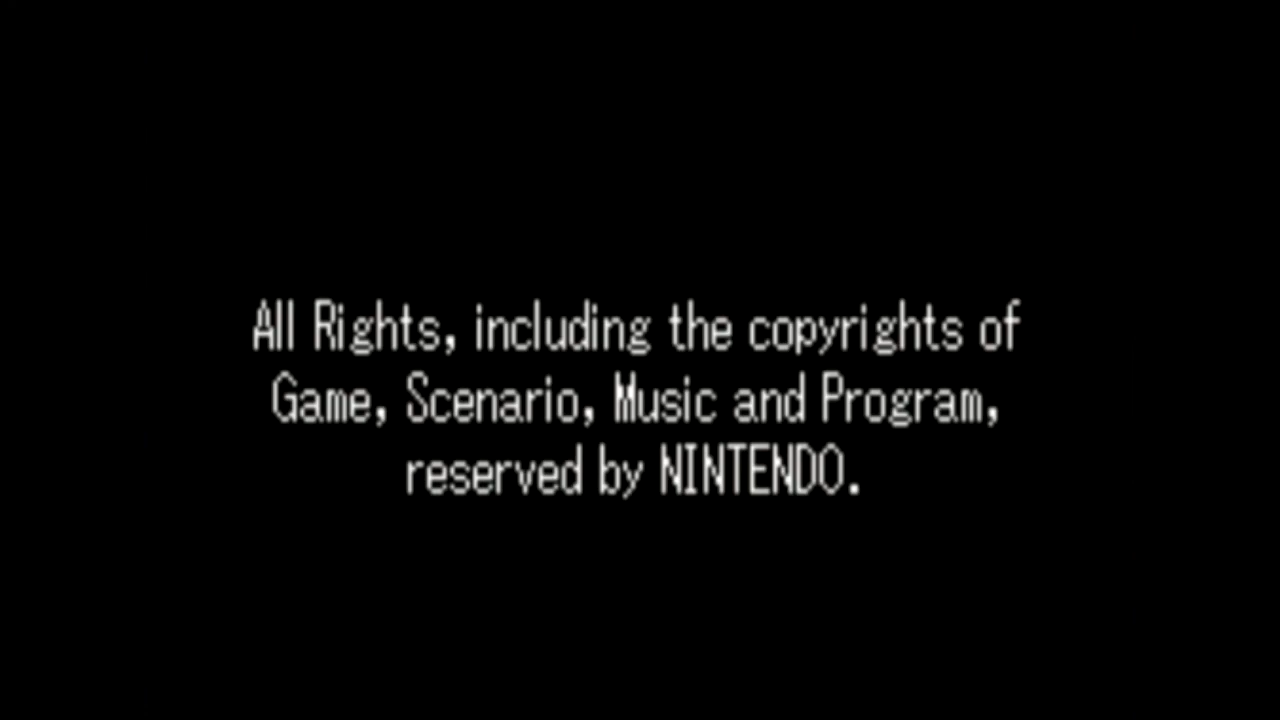 All Rights, including the copyrights of
Game, Scenario, Music and Program,
reserved by NINTENDO.